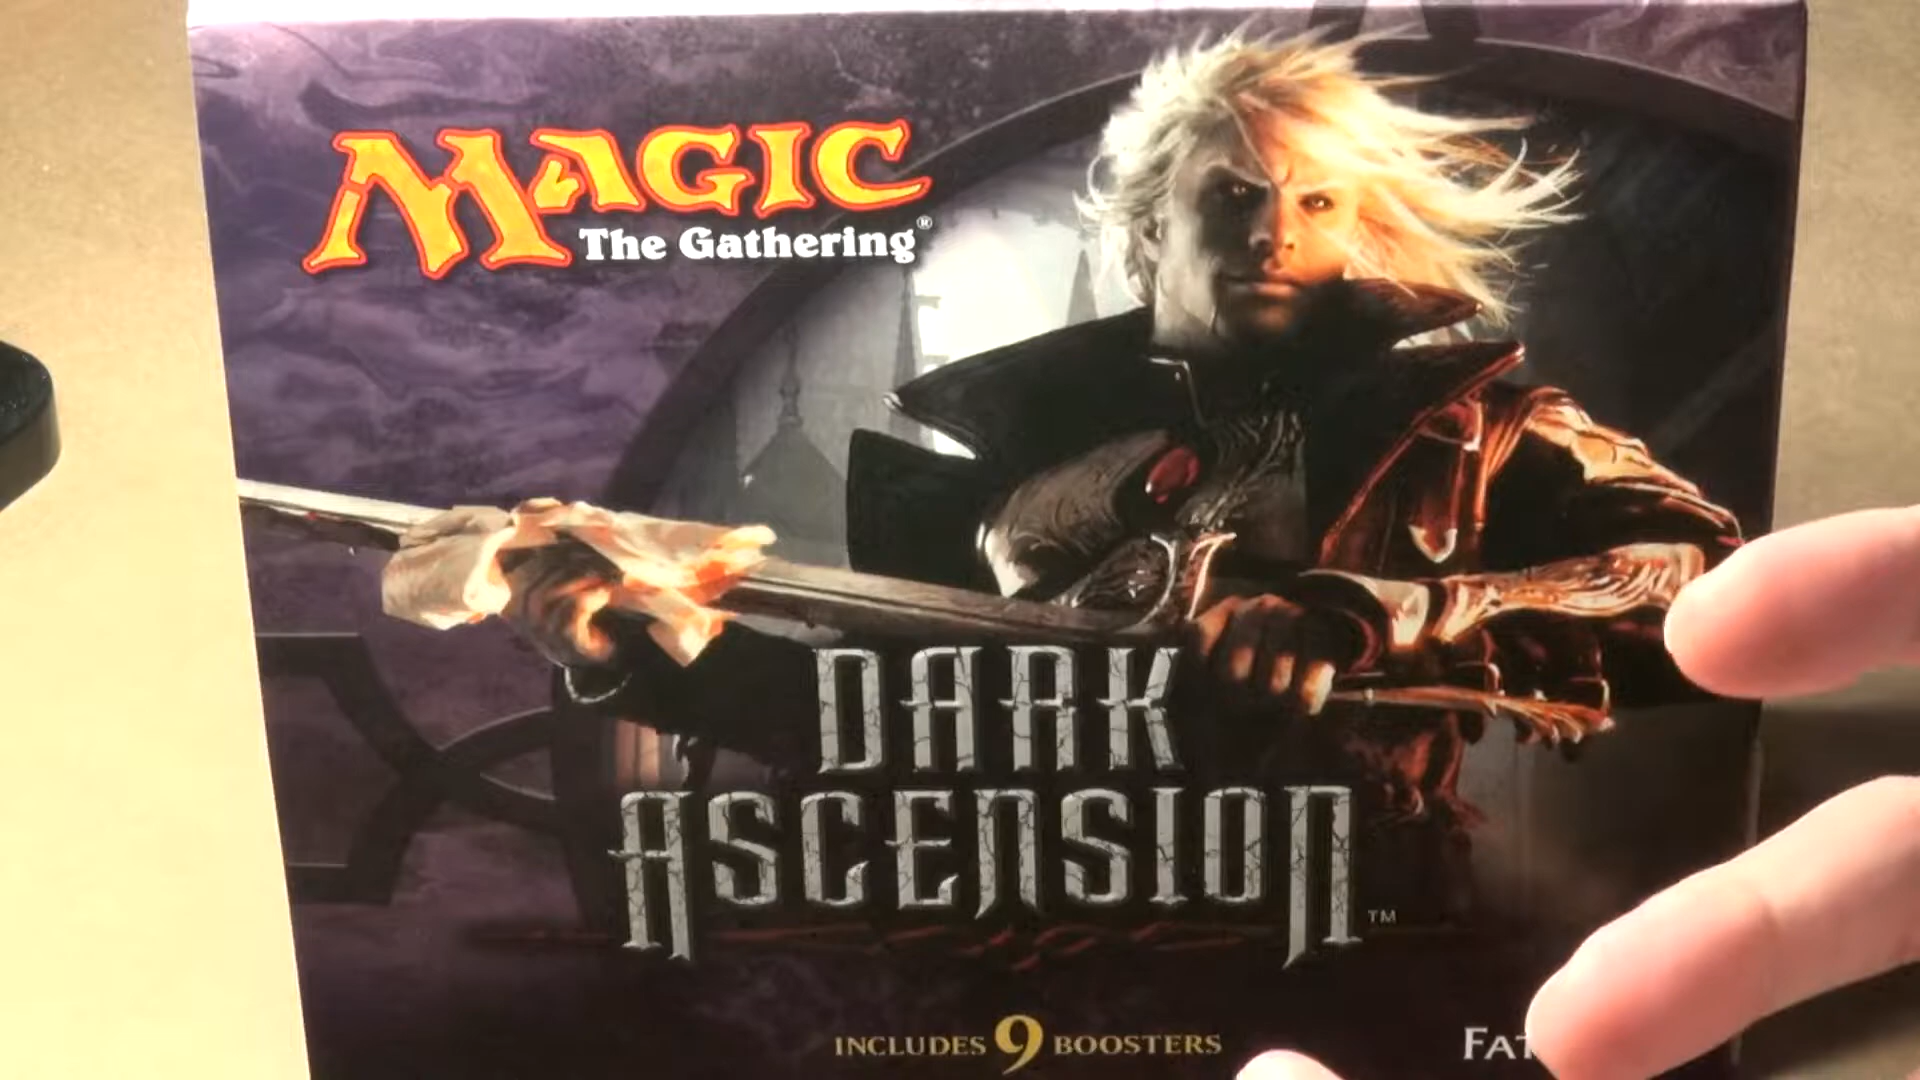 MAGIC
The Gathering®
DARK
ASCENSION™
INCLUDES 9 BOOSTERS